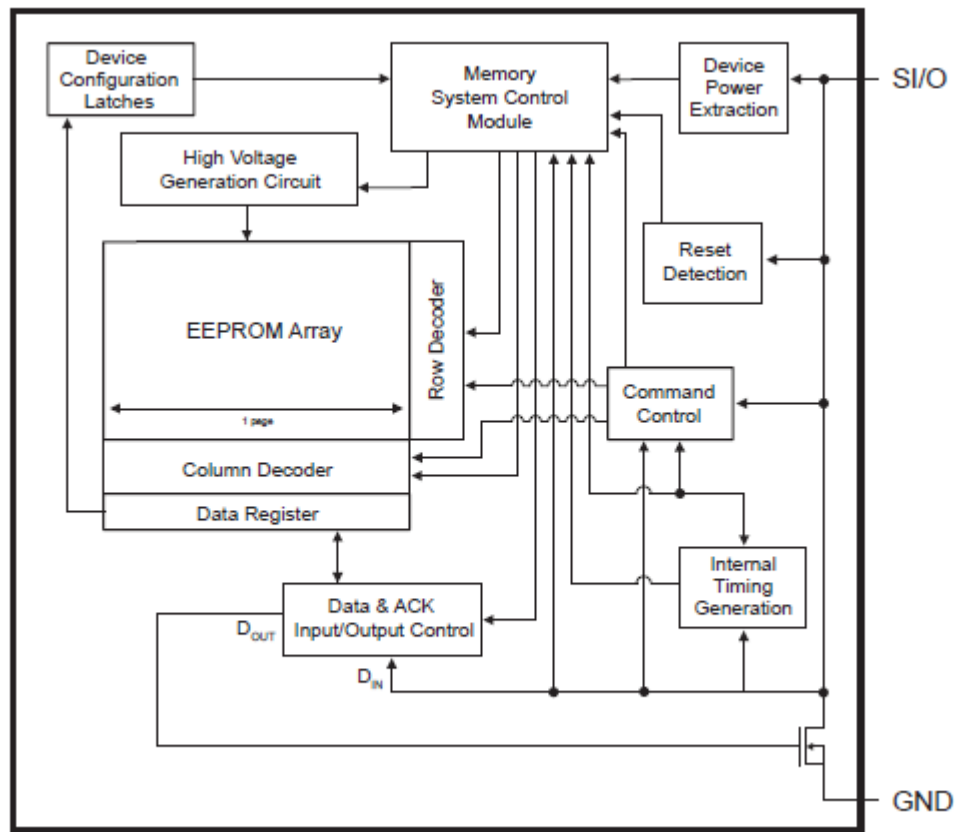 Device
Configuration
Latches
Memory
System Control
Module
Device
Power
Extraction
SI/O
High Voltage
Generation Circuit
Reset
Detection
EEPROM Array
Row Decoder
1 page
Command
Control
Column Decoder
Data Register
Internal
Timing
Generation
Data & ACK
Input/Output Control
DOUT
DIN
GND